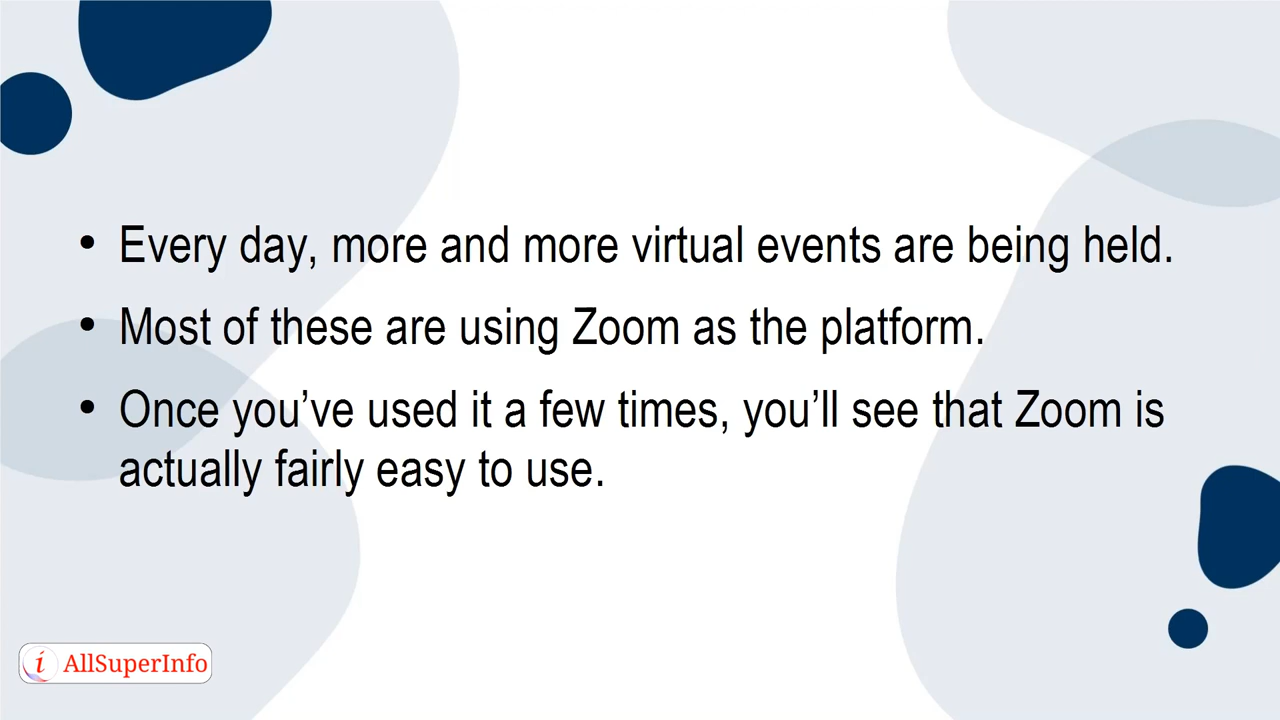 • Every day, more and more virtual events are being held.
• Most of these are using Zoom as the platform.
• Once you’ve used it a few times, you’ll see that Zoom is
actually fairly easy to use.
i AllSuperInfo